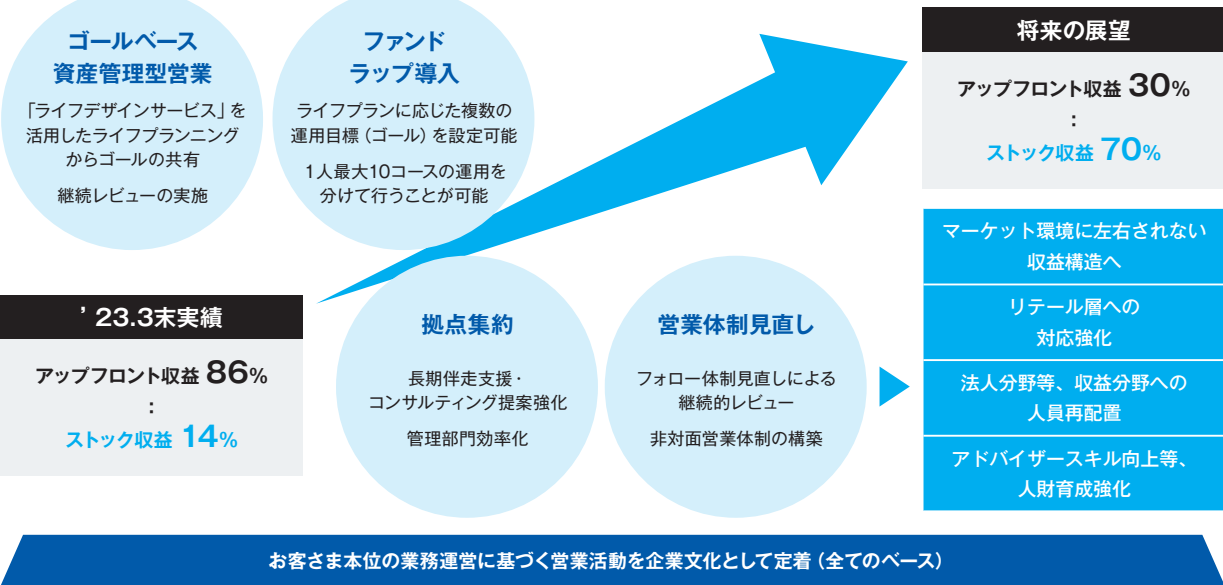 ゴールベース
資産管理型営業
「ライフデザインサービス」を
活用したライフプランニング
からゴールの共有
継続レビューの実施
ファンド
ラップ導入
ライフプランに応じた複数の
運用目標(ゴール)を設定可能
1人最大10コースの運用を
分けて行うことが可能
’23.3末実績
アップフロント収益 86%
:
ストック収益 14%
拠点集約
長期伴走支援・
コンサルティング提案強化
管理部門効率化
営業体制見直し
フォロー体制見直しによる
継続的レビュー
非対面営業体制の構築
将来の展望
アップフロント収益 30%
:
ストック収益 70%
マーケット環境に左右されない
収益構造へ
リテール層への
対応強化
法人分野等、収益分野への
人員再配置
アドバイザースキル向上等、
人財育成強化
お客さま本位の業務運営に基づく営業活動を企業文化として定着(全てのベース)